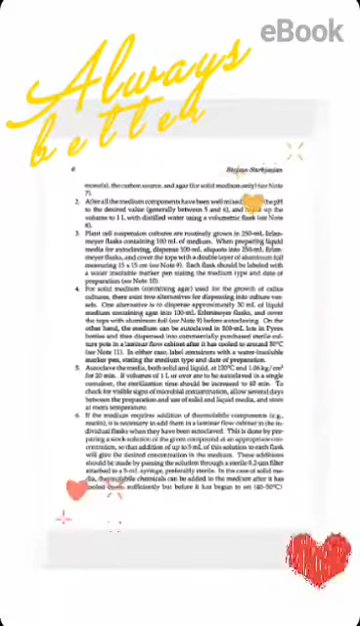 eBook
Always
better
6 Stejan-Sarkjasian
mosoitol, the carbon source, and agar (for solid medium only) (see Note
7).
2. After all the medium components have been well mixed the pH
to the desired value (generally between 5 and 6), and up the
volume to 1 L with distilled water using a volumetric flask (see Note
8).
3. Plant cell suspension cultures are routinely grown in 250-mL Erlen-
meyer flasks containing 100 mL of medium. When preparing liquid
media for autoclaving, dispense 100-mL aliquots into 250-mL Erlen-
meyer flasks, and cover the tops with a double layer of aluminum foil
measuring 15 x 15 cm (see Note 9). Each flask should be labeled with
a water insoluble marker pen stating the medium type and date of
preparation (see Note 10).
4. For solid medium (containing agar) used for the growth of callus
cultures, there exist two alternatives for dispensing into culture ves-
sels. One alternative is to dispense approximately 50 mL of liquid
medium containing agar into 100-mL Erlenmeyer flasks, and cover
the tops with aluminum foil (see Note 9) before autoclaving. On the
other hand, the medium can be autoclaved in 500-mL lots in Pyrex
bottles and then dispensed into commercially purchased sterile cul-
ture pots in a laminar flow cabinet after it has cooled to around 50°C
(see Note 11). In either case, label containers with a water-insoluble
marker pen, stating the medium type and date of preparation.
5. Autoclave the media, both solid and liquid, at 120°C and 1.06 kg/cm²
for 20 min. If volumes of 1 L or over are to be autoclaved in a single
container, the sterilization time should be increased to 45 min. To
check for visible signs of microbial contamination, allow several days
between the preparation and use of solid and liquid media, and store
at room temperature.
6. If the medium requires addition of thermolabile components (e.g.,
it is necessary to add them in a laminar flow cabinet to the in-
dividual flasks when they have been autoclaved. This is done by pre-
paring a stock solution of the given compound at an appropriate con-
centration, so that addition of up to 5 mL of this solution to each flask
will give the desired concentration in the medium. These additions
should be made by passing the solution through a sterile 0.2-µm filter
attached to a 5-mL syringe, preferably sterile. In the case of solid me-
dia, thermolabile chemicals can be added to the medium after it has
cooled down sufficiently but before it has begun to set (40-50°C)